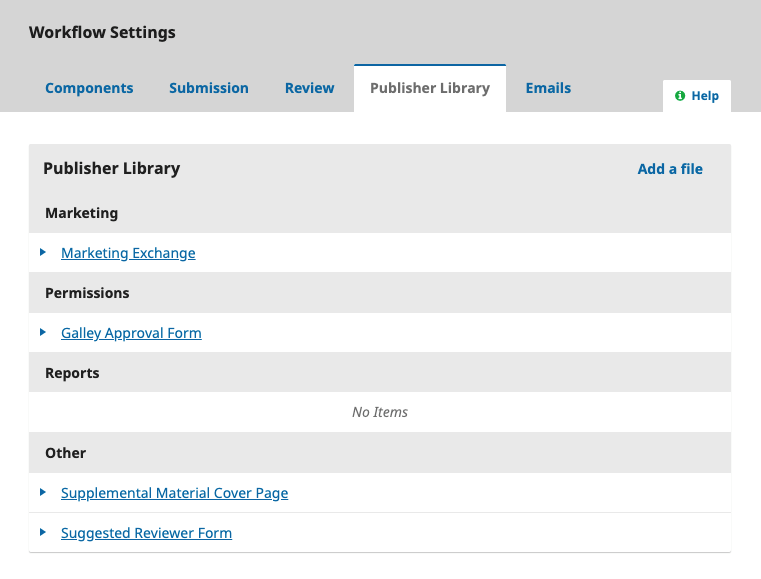 Workflow Settings
Components Submission Review Publisher Library Emails Help
Publisher Library Add a file
Marketing
Marketing Exchange
Permissions
Galley Approval Form
Reports
No Items
Other
Supplemental Material Cover Page
Suggested Reviewer Form